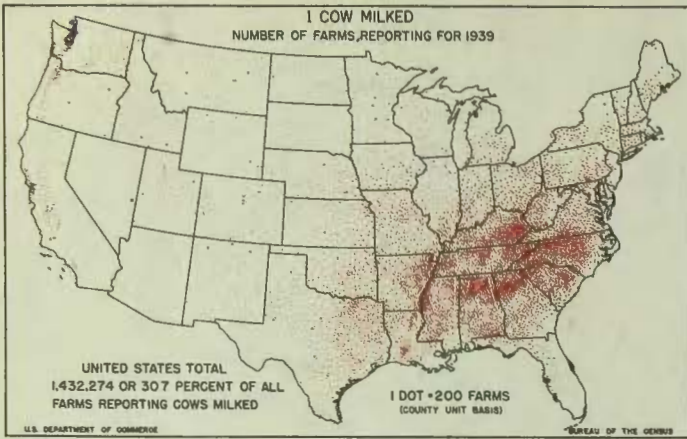 1 COW MILKED
NUMBER OF FARMS, REPORTING FOR 1939
UNITED STATES TOTAL
1,432,274 OR 30.7 PERCENT OF ALL
FARMS REPORTING COWS MILKED
1 DOT = 200 FARMS
(COUNTY UNIT BASIS)
U.S. DEPARTMENT OF COMMERCE
BUREAU OF THE CENSUS